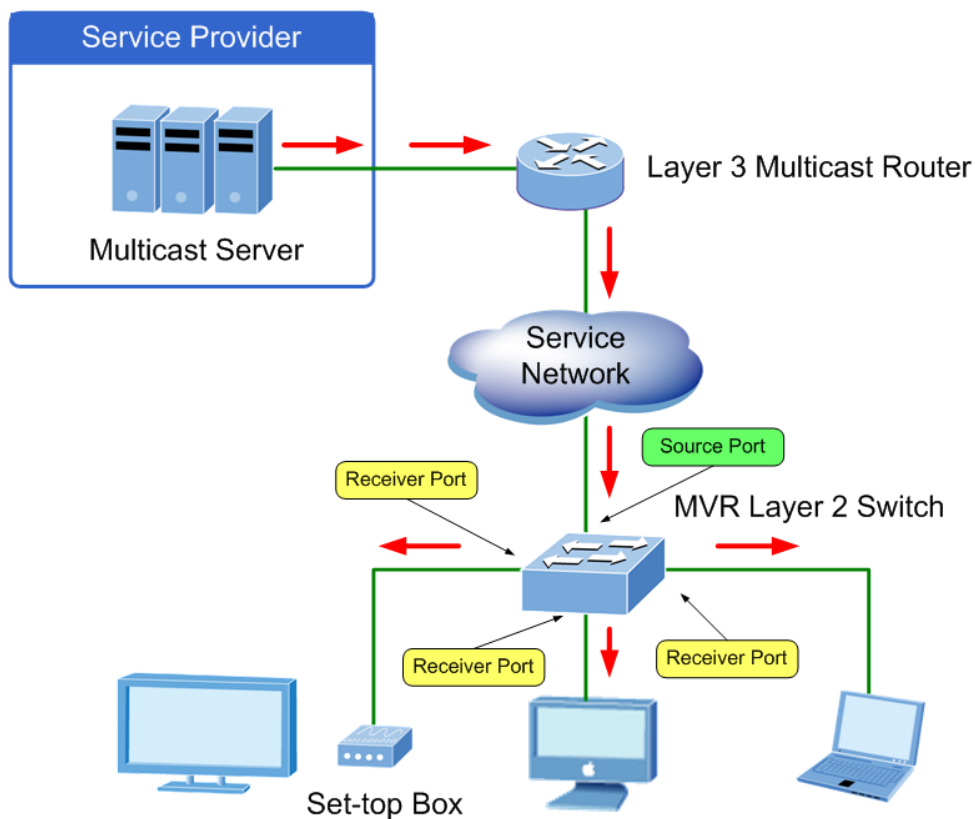 Service Provider
Multicast Server
Layer 3 Multicast Router
Service
Network
Source Port
Receiver Port
MVR Layer 2 Switch
Receiver Port
Receiver Port
Set-top Box